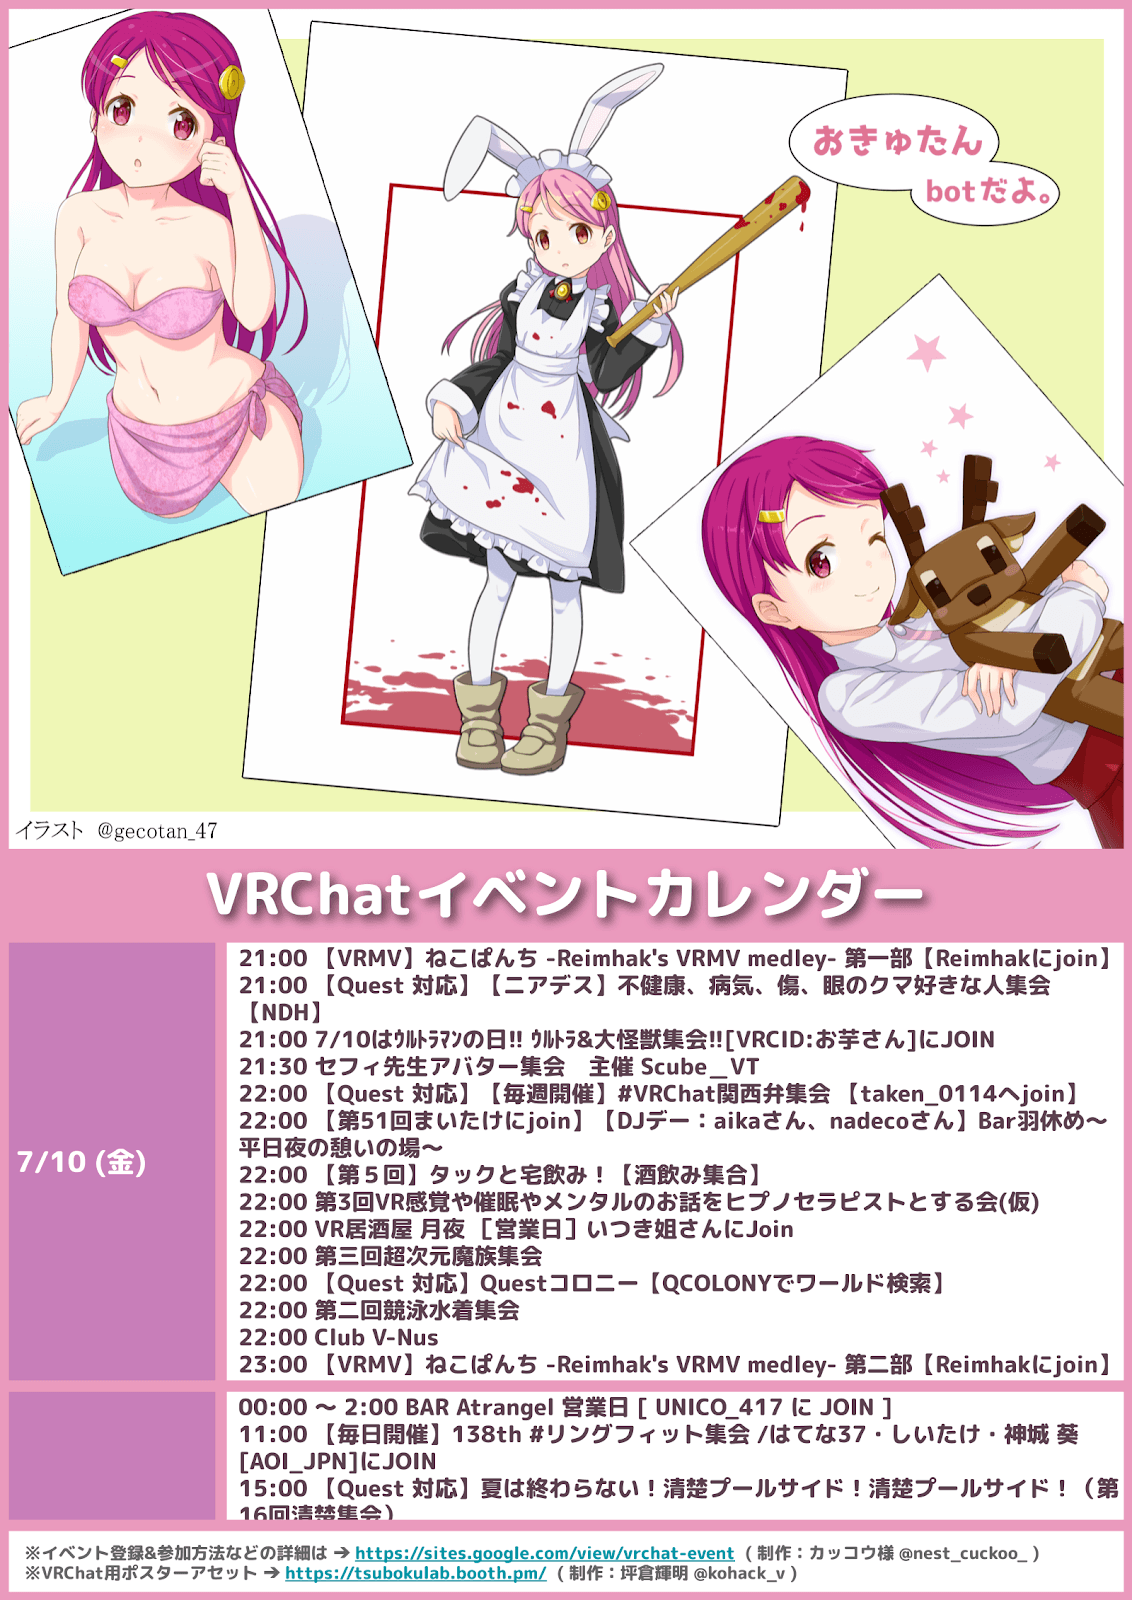 おきゅたん
botだよ。
イラスト @gecotan_47
VRChatイベントカレンダー
7/10 (金)
21:00 【VRMV】ねこぱんち -Reimhak's VRMV medley- 第一部【Reimhakにjoin】
21:00 【Quest 対応】【ニアデス】不健康、病気、傷、眼のクマ好きな人集会
【NDH】
21:00 7/10はｳﾙﾄﾗﾏﾝの日!! ｳﾙﾄﾗ&大怪獣集会!![VRCID:お芋さん]にJOIN
21:30 セフィ先生アバター集会　主催 Scube＿VT
22:00 【Quest 対応】【毎週開催】#VRChat関西弁集会 【taken_0114へjoin】
22:00 【第51回まいたけにjoin】【DJデー：aikaさん、nadecoさん】Bar羽休め～
平日夜の憩いの場～
22:00 【第５回】タックと宅飲み！【酒飲み集合】
22:00 第3回VR感覚や催眠やメンタルのお話をヒプノセラピストとする会(仮)
22:00 VR居酒屋 月夜 ［営業日］いつき姐さんにJoin
22:00 第三回超次元魔族集会
22:00 【Quest 対応】Questコロニー【QCOLONYでワールド検索】
22:00 第二回競泳水着集会
22:00 Club V-Nus
23:00 【VRMV】ねこぱんち -Reimhak's VRMV medley- 第二部【Reimhakにjoin】
00:00 ～ 2:00 BAR Atrangel 営業日 [ UNICO_417 に JOIN ]
11:00 【毎日開催】138th #リングフィット集会 /はてな37・しいたけ・神城 葵
[AOI_JPN]にJOIN
15:00 【Quest 対応】夏は終わらない！清楚プールサイド！清楚プールサイド！（第
16回清楚集会）
※イベント登録&参加方法などの詳細は ➔ https://sites.google.com/view/vrchat-event ( 制作：カッコウ様 @nest_cuckoo_ )
※VRChat用ポスターアセット ➔ https://tsubokulab.booth.pm/ ( 制作：坪倉輝明 @kohack_v )